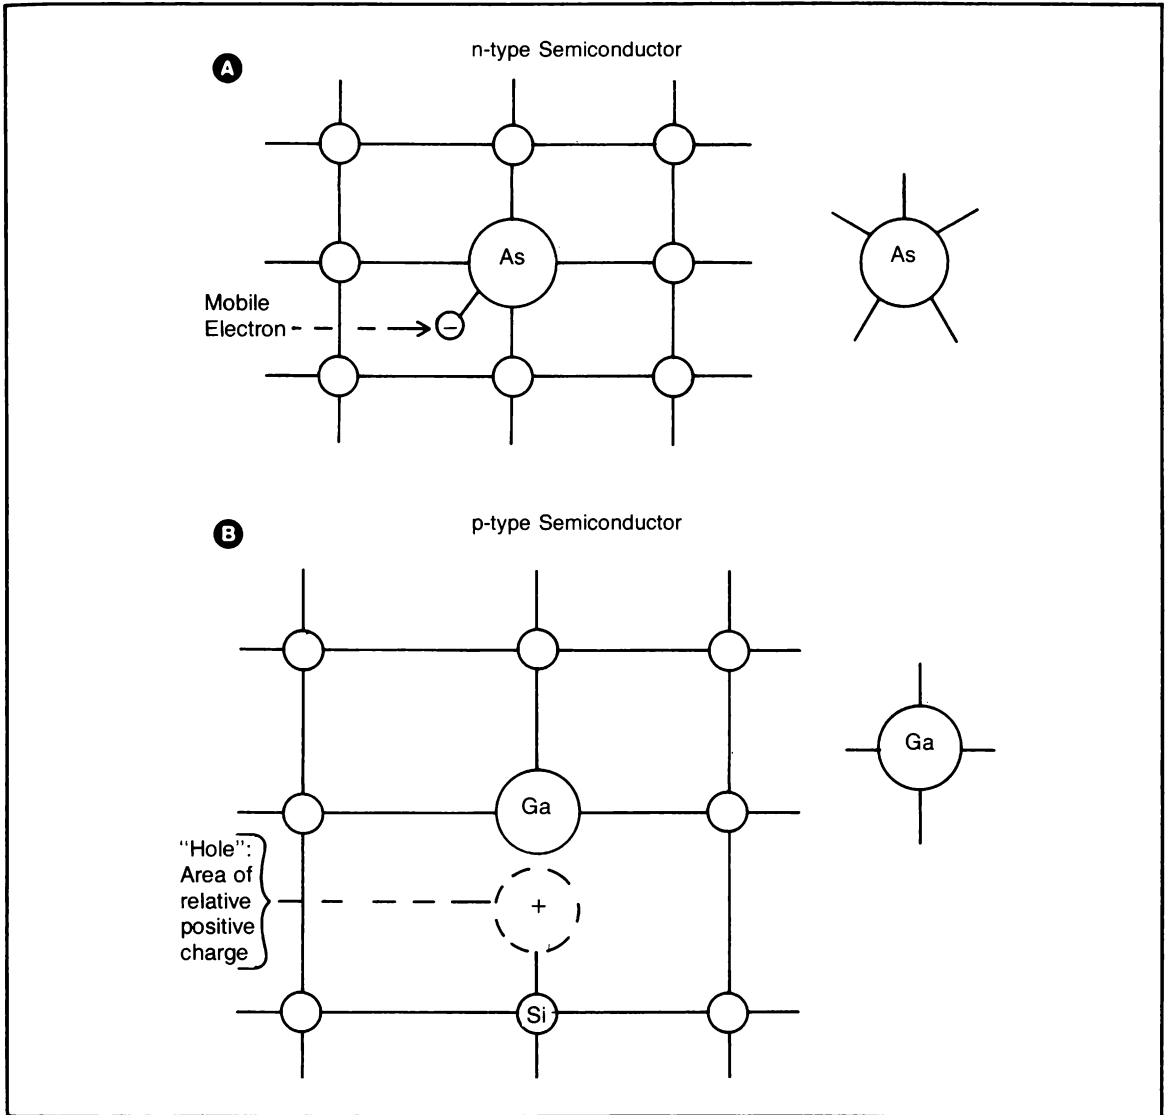 A
n-type Semiconductor
As
As
Mobile
Electron
−
B
p-type Semiconductor
Ga
Ga
“Hole”:
Area of
relative
positive
charge
+
Si